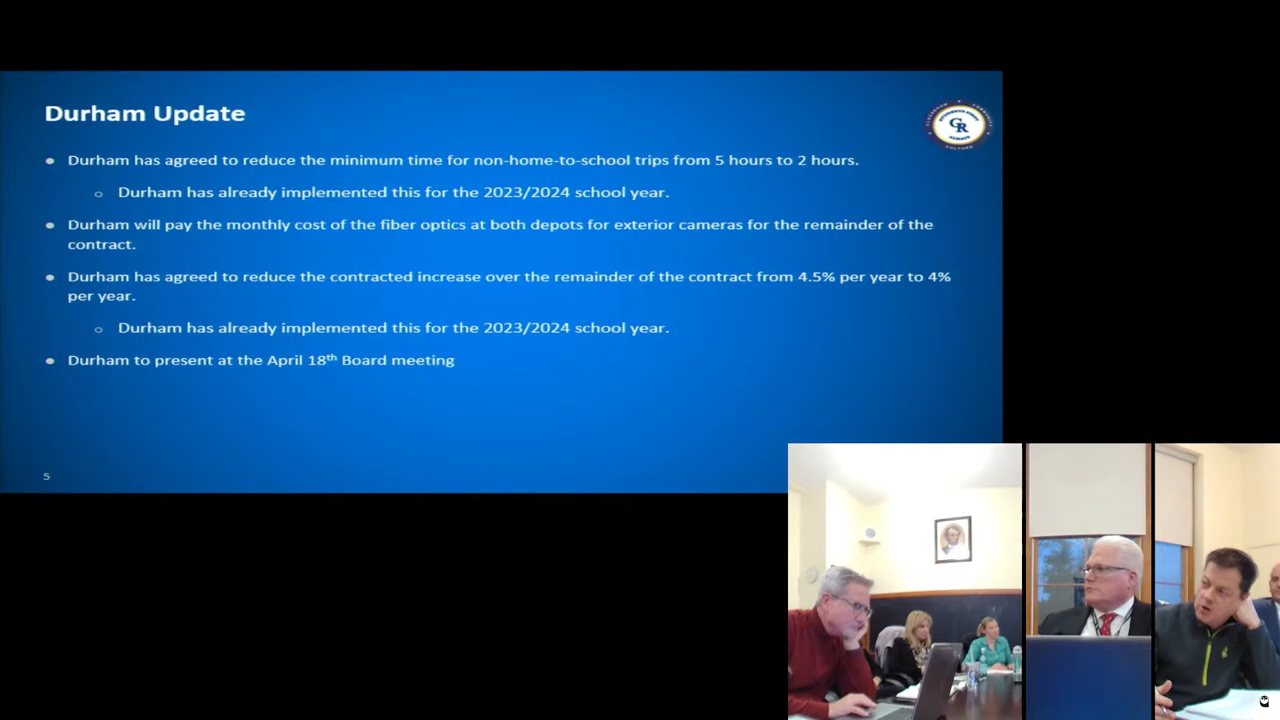 Durham Update
● Durham has agreed to reduce the minimum time for non-home-to-school trips from 5 hours to 2 hours.
○ Durham has already implemented this for the 2023/2024 school year.
● Durham will pay the monthly cost of the fiber optics at both depots for exterior cameras for the remainder of the
contract.
● Durham has agreed to reduce the contracted increase over the remainder of the contract from 4.5% per year to 4%
per year.
○ Durham has already implemented this for the 2023/2024 school year.
● Durham to present at the April 18th Board meeting
5
STUDENTS FIRST
GR
ALWAYS
CULTURE